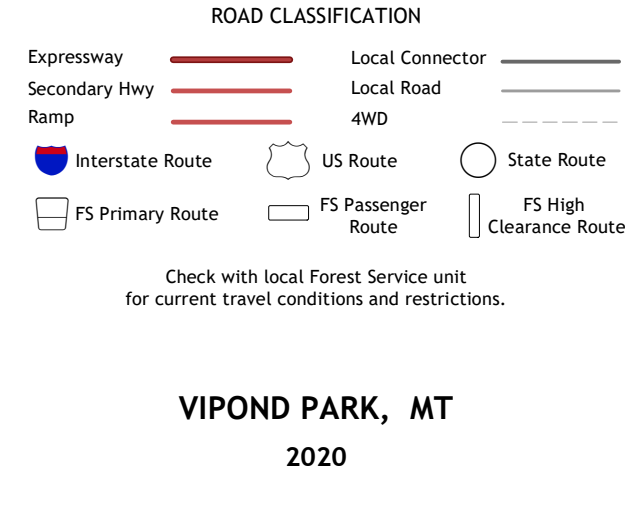 ROAD CLASSIFICATION
Expressway
Local Connector
Secondary Hwy
Local Road
Ramp
4WD
Interstate Route
US Route
State Route
FS Primary Route
FS Passenger
Route
FS High
Clearance Route
Check with local Forest Service unit
for current travel conditions and restrictions.
VIPOND PARK,  MT
2020